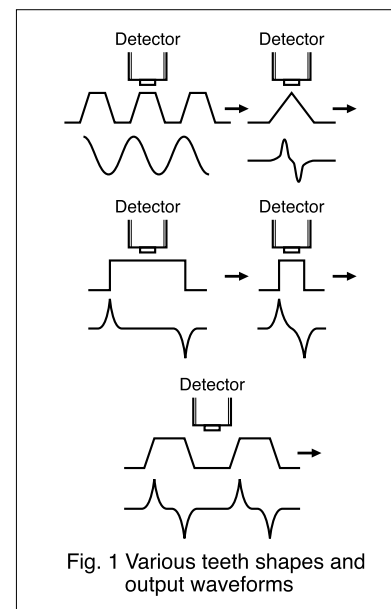 Detector Detector
Detector Detector
Detector
Fig. 1 Various teeth shapes and
output waveforms